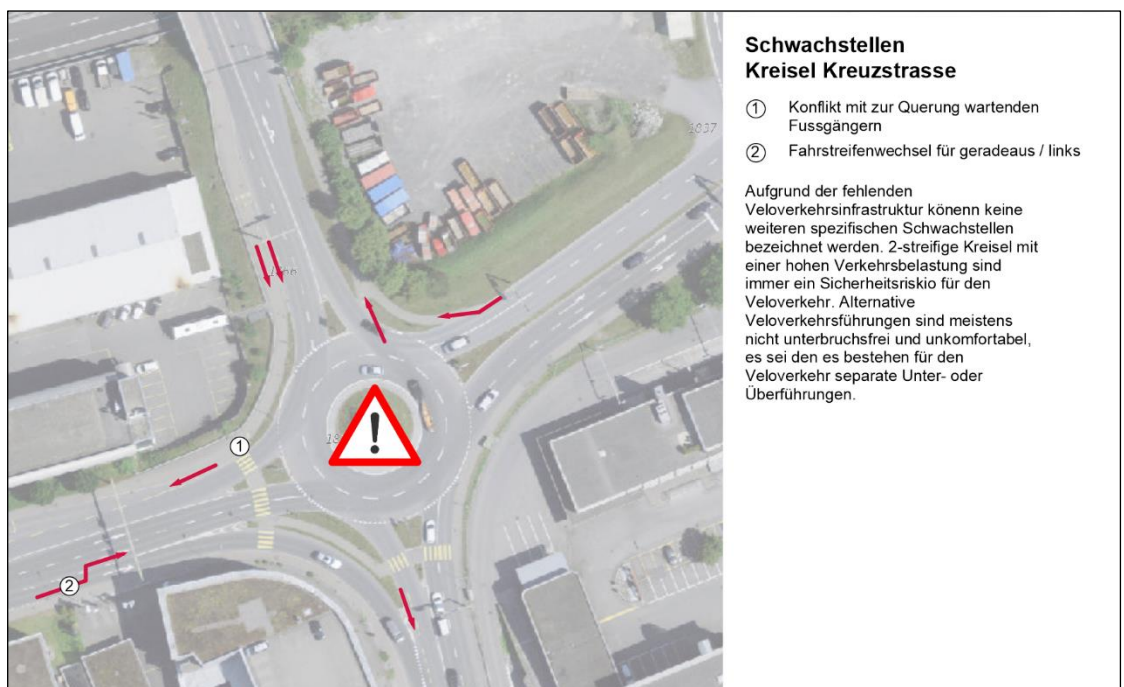 Schwachstellen
Kreisel Kreuzstrasse
1 Konflikt mit zur Querung wartenden
Fussgängern
2 Fahrstreifenwechsel für geradeaus / links
Aufgrund der fehlenden
Veloverkehrsinfrastruktur könenn keine
weiteren spezifischen Schwachstellen
bezeichnet werden. 2-streifige Kreisel mit
einer hohen Verkehrsbelastung sind
immer ein Sicherheitsriskio für den
Veloverkehr. Alternative
Veloverkehrsführungen sind meistens
nicht unterbruchsfrei und unkomfortabel,
es sei den es bestehen für den
Veloverkehr separate Unter- oder
Überführungen.
1837
1
2